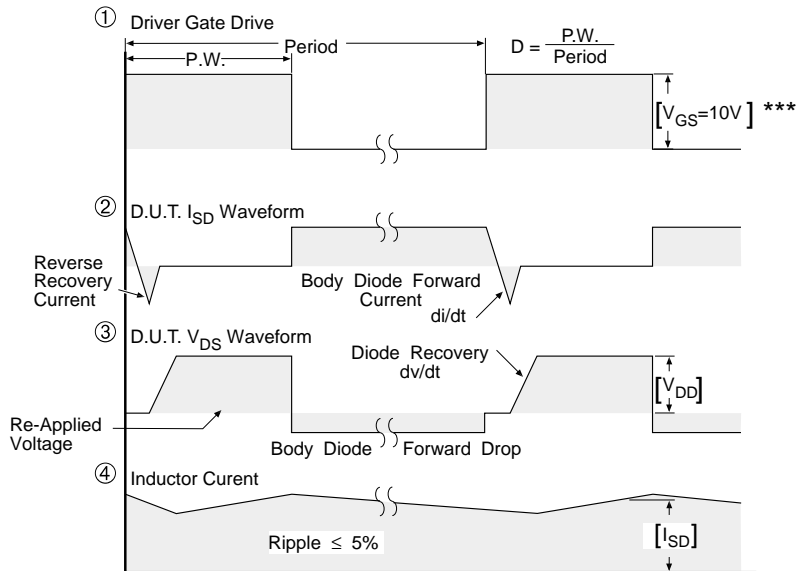 ① Driver Gate Drive
Period
P.W.
D = P.W.
Period
[VGS=10V] ***
② D.U.T. ISD Waveform
Reverse
Recovery
Current
Body Diode Forward
Current
di/dt
③ D.U.T. VDS Waveform
Diode Recovery
dv/dt
[VDD]
Re-Applied
Voltage
Body Diode Forward Drop
④ Inductor Curent
Ripple ≤ 5%
[ISD]